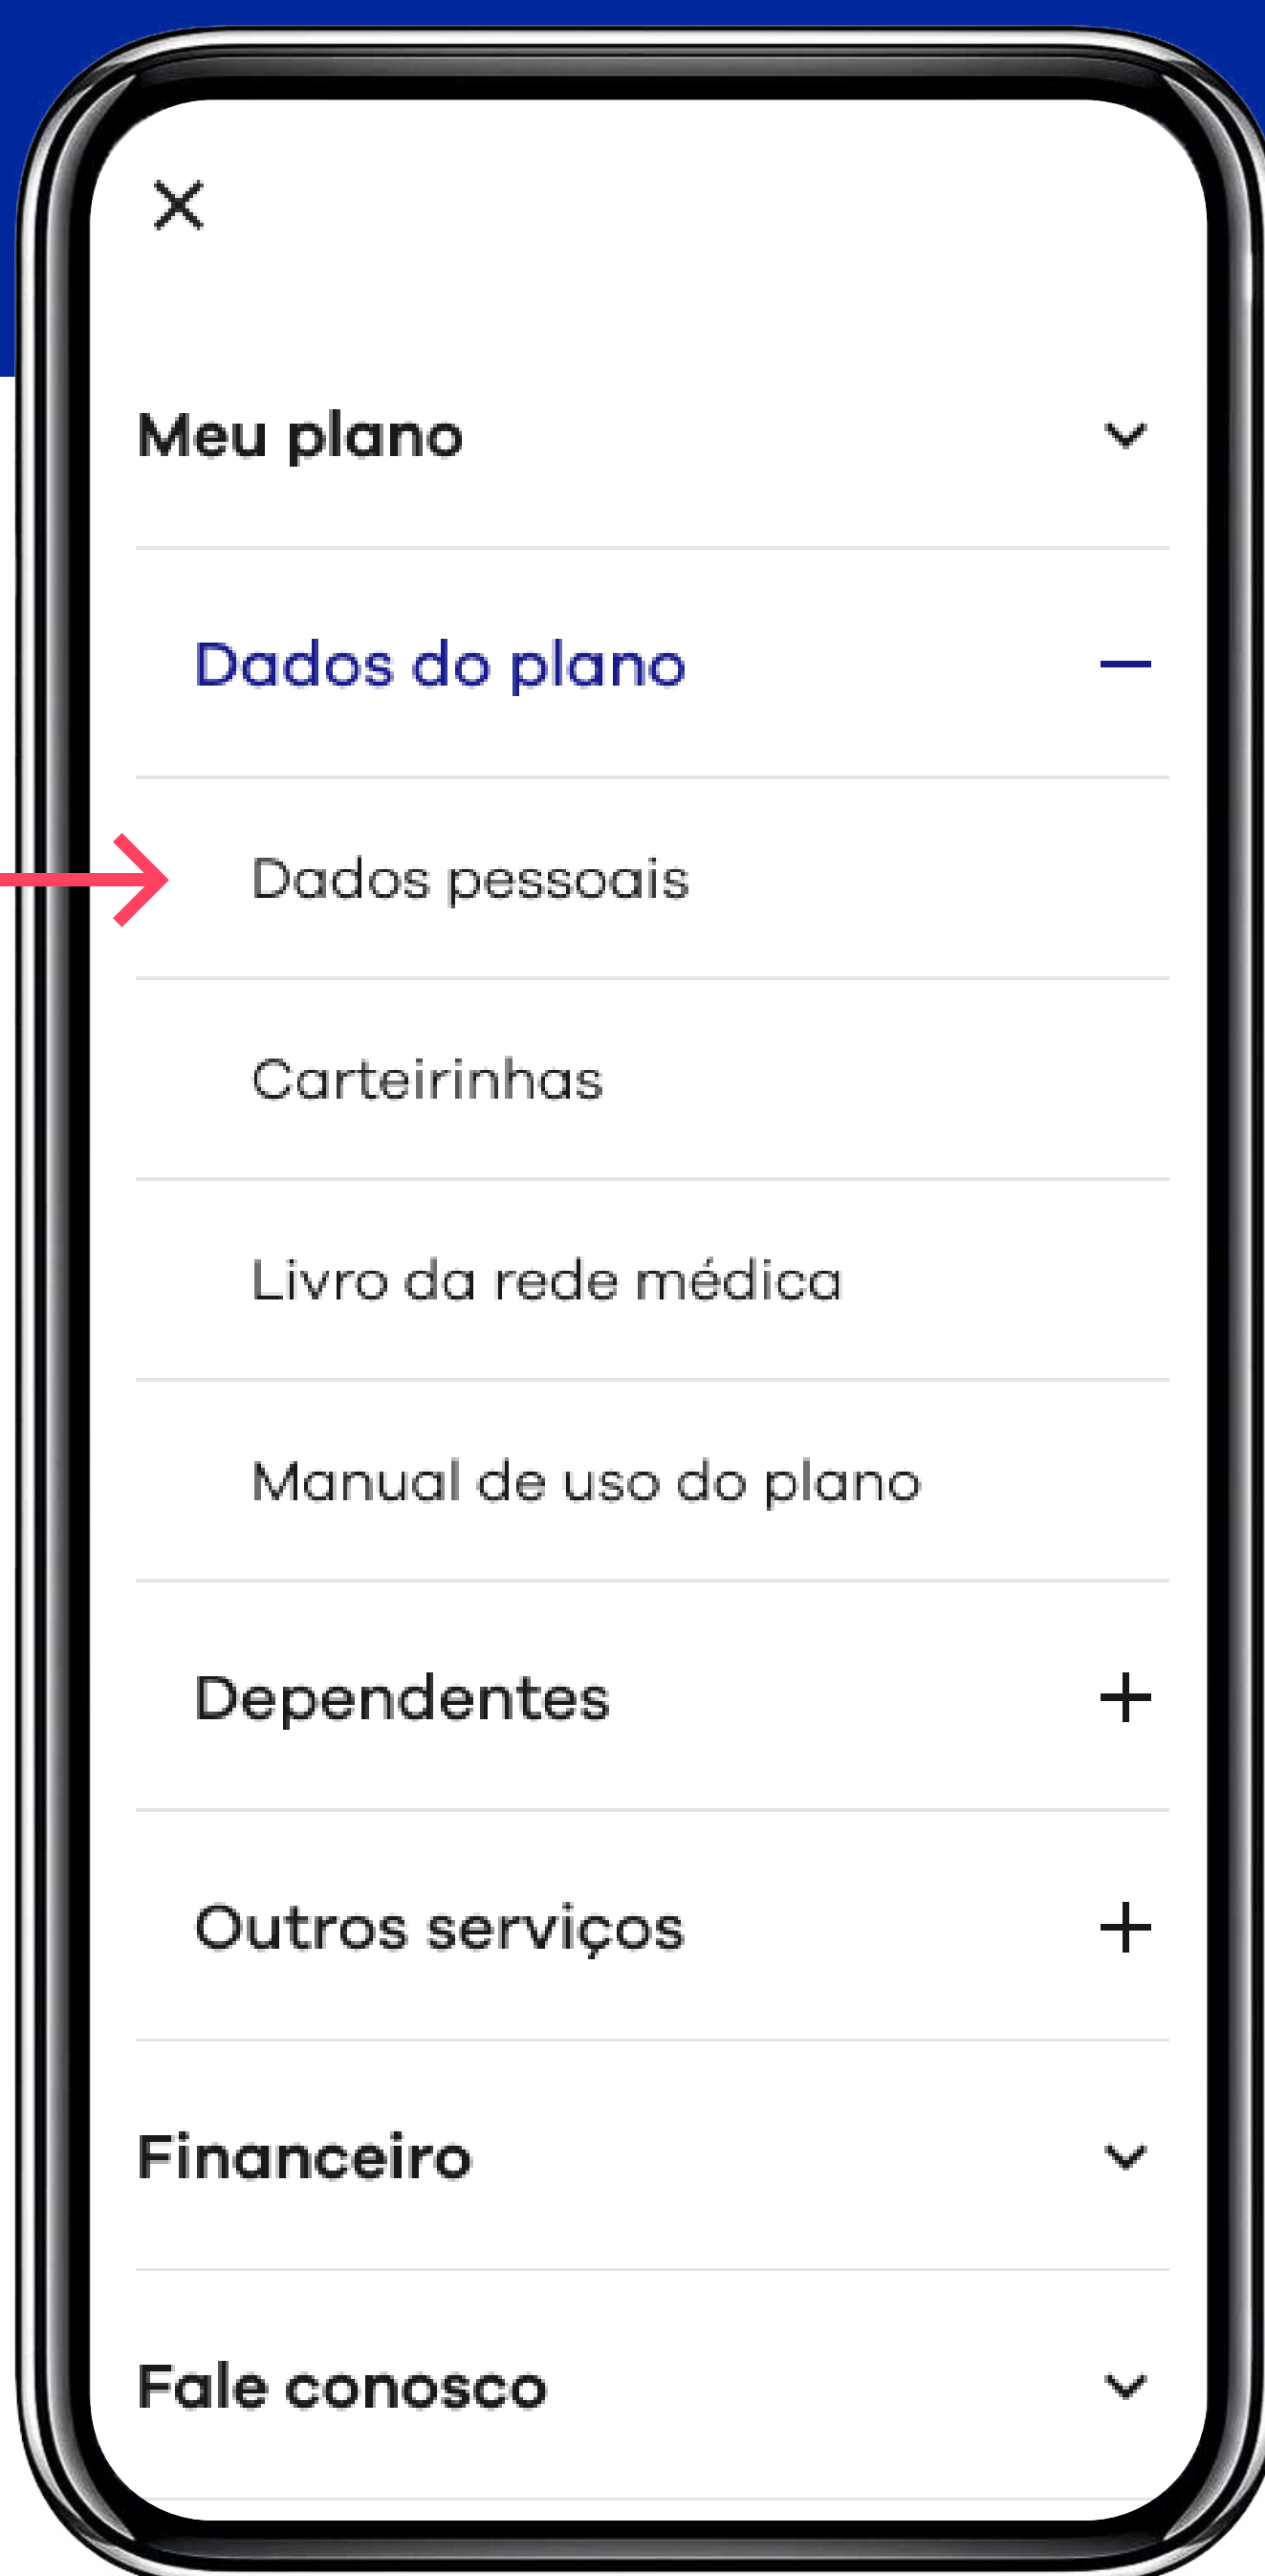 Meu plano
Dados do plano
Dados pessoais
Carteirinhas
Livro da rede médica
Manual de uso do plano
Dependentes
Outros serviços
Financeiro
Fale conosco